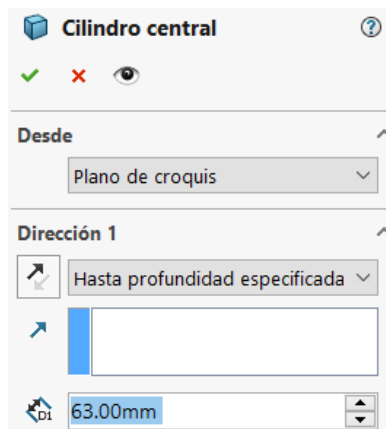 Cilindro central
Desde
Plano de croquis
Dirección 1
Hasta profundidad especificada
D1
63.00mm